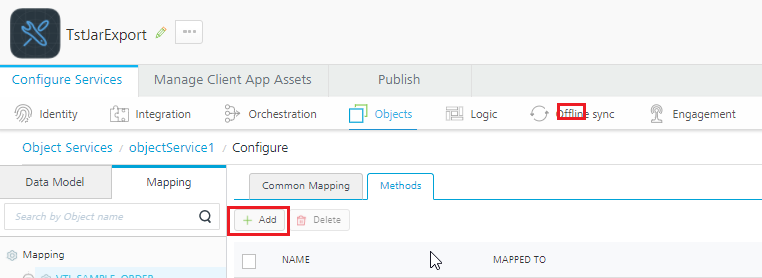 TstJarExport
Configure Services Manage Client App Assets Publish
Identity Integration Orchestration Objects Logic Offline sync Engagement
Object Services / objectService1 / Configure
Data Model Mapping Common Mapping Methods
Search by Object name Add Delete
Mapping NAME MAPPED TO
VTI_SAMPLE_ORDER